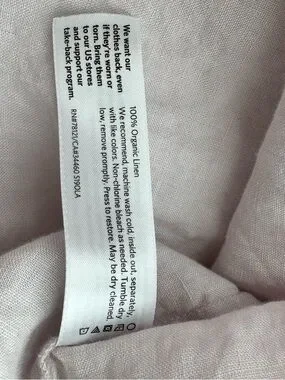 We want our
clothes back, even
if they're worn or
torn. Bring them
to our US stores
and support our
take-back program.
100% Organic Linen
We recommend, machine wash cold, inside out, separately,
with like colors. Non-chlorine bleach as needed. Tumble dry
low, remove promptly. Press to restore. May be dry cleaned.
RN#78121/CA#34460 S19OLA